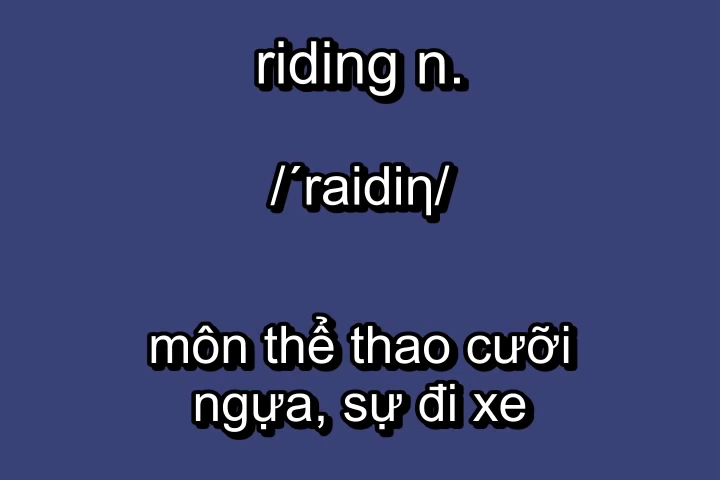 riding n.
/´raidiη/
môn thể thao cưỡi
ngựa, sự đi xe